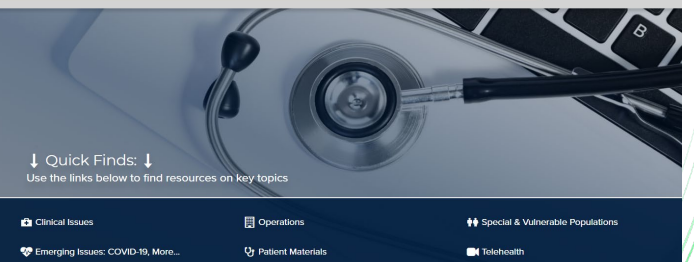 B
↓ Quick Finds: ↓
Use the links below to find resources on key topics
Clinical Issues
Operations
Special & Vulnerable Populations
Emerging Issues: COVID-19, More...
Patient Materials
Telehealth